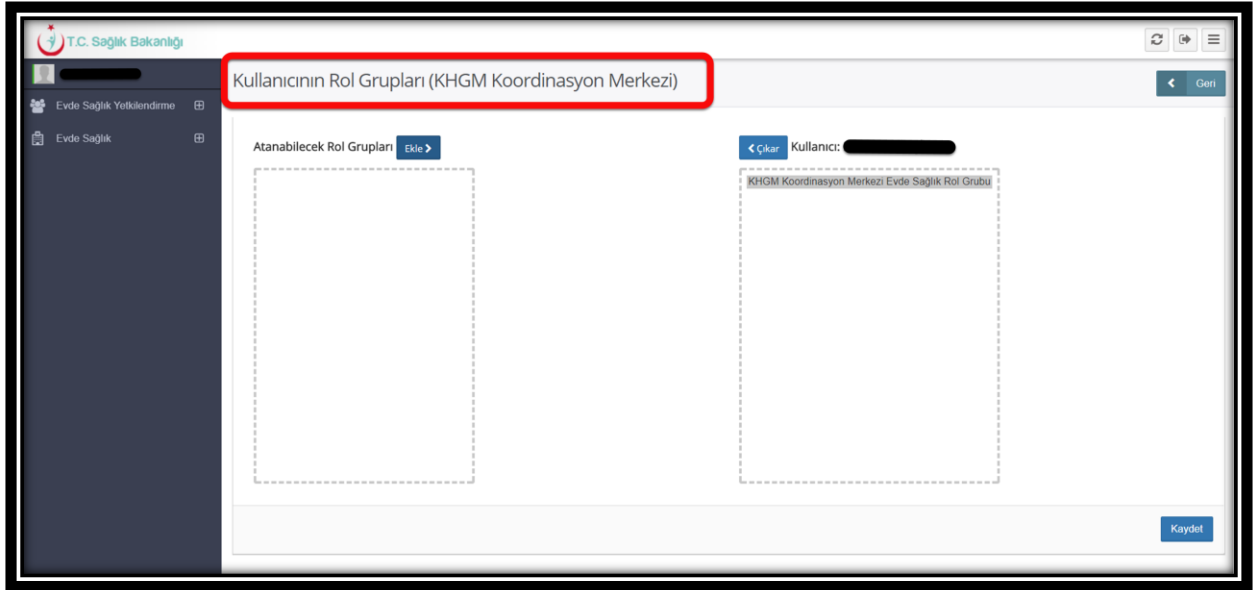 T.C. Sağlık Bakanlığı
Kullanıcının Rol Grupları (KHGM Koordinasyon Merkezi)
Geri
Evde Sağlık Yetkilendirme
Evde Sağlık
Atanabilecek Rol Grupları Ekle
Çıkar Kullanıcı:
KHGM Koordinasyon Merkezi Evde Sağlık Rol Grubu
Kaydet